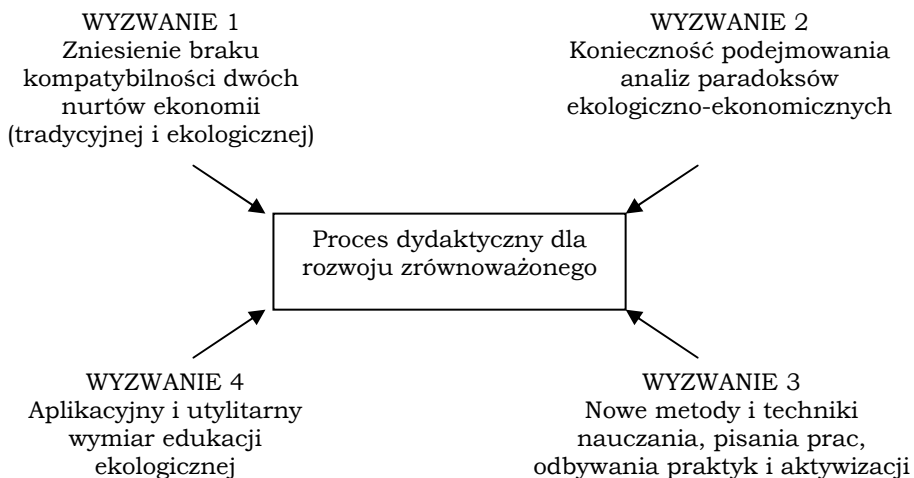 WYZWANIE 1
Zniesienie braku
kompatybilności dwóch
nurtów ekonomii
(tradycyjnej i ekologicznej)
WYZWANIE 2
Konieczność podejmowania
analiz paradoksów
ekologiczno-ekonomicznych
Proces dydaktyczny dla
rozwoju zrównoważonego
WYZWANIE 4
Aplikacyjny i utylitarny
wymiar edukacji
ekologicznej
WYZWANIE 3
Nowe metody i techniki
nauczania, pisania prac,
odbywania praktyk i aktywizacji